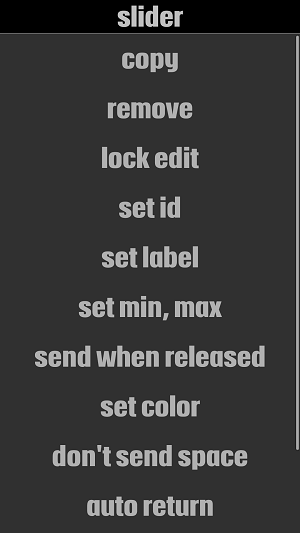 slider
copy
remove
lock edit
set id
set label
set min, max
send when released
set color
don't send space
auto return